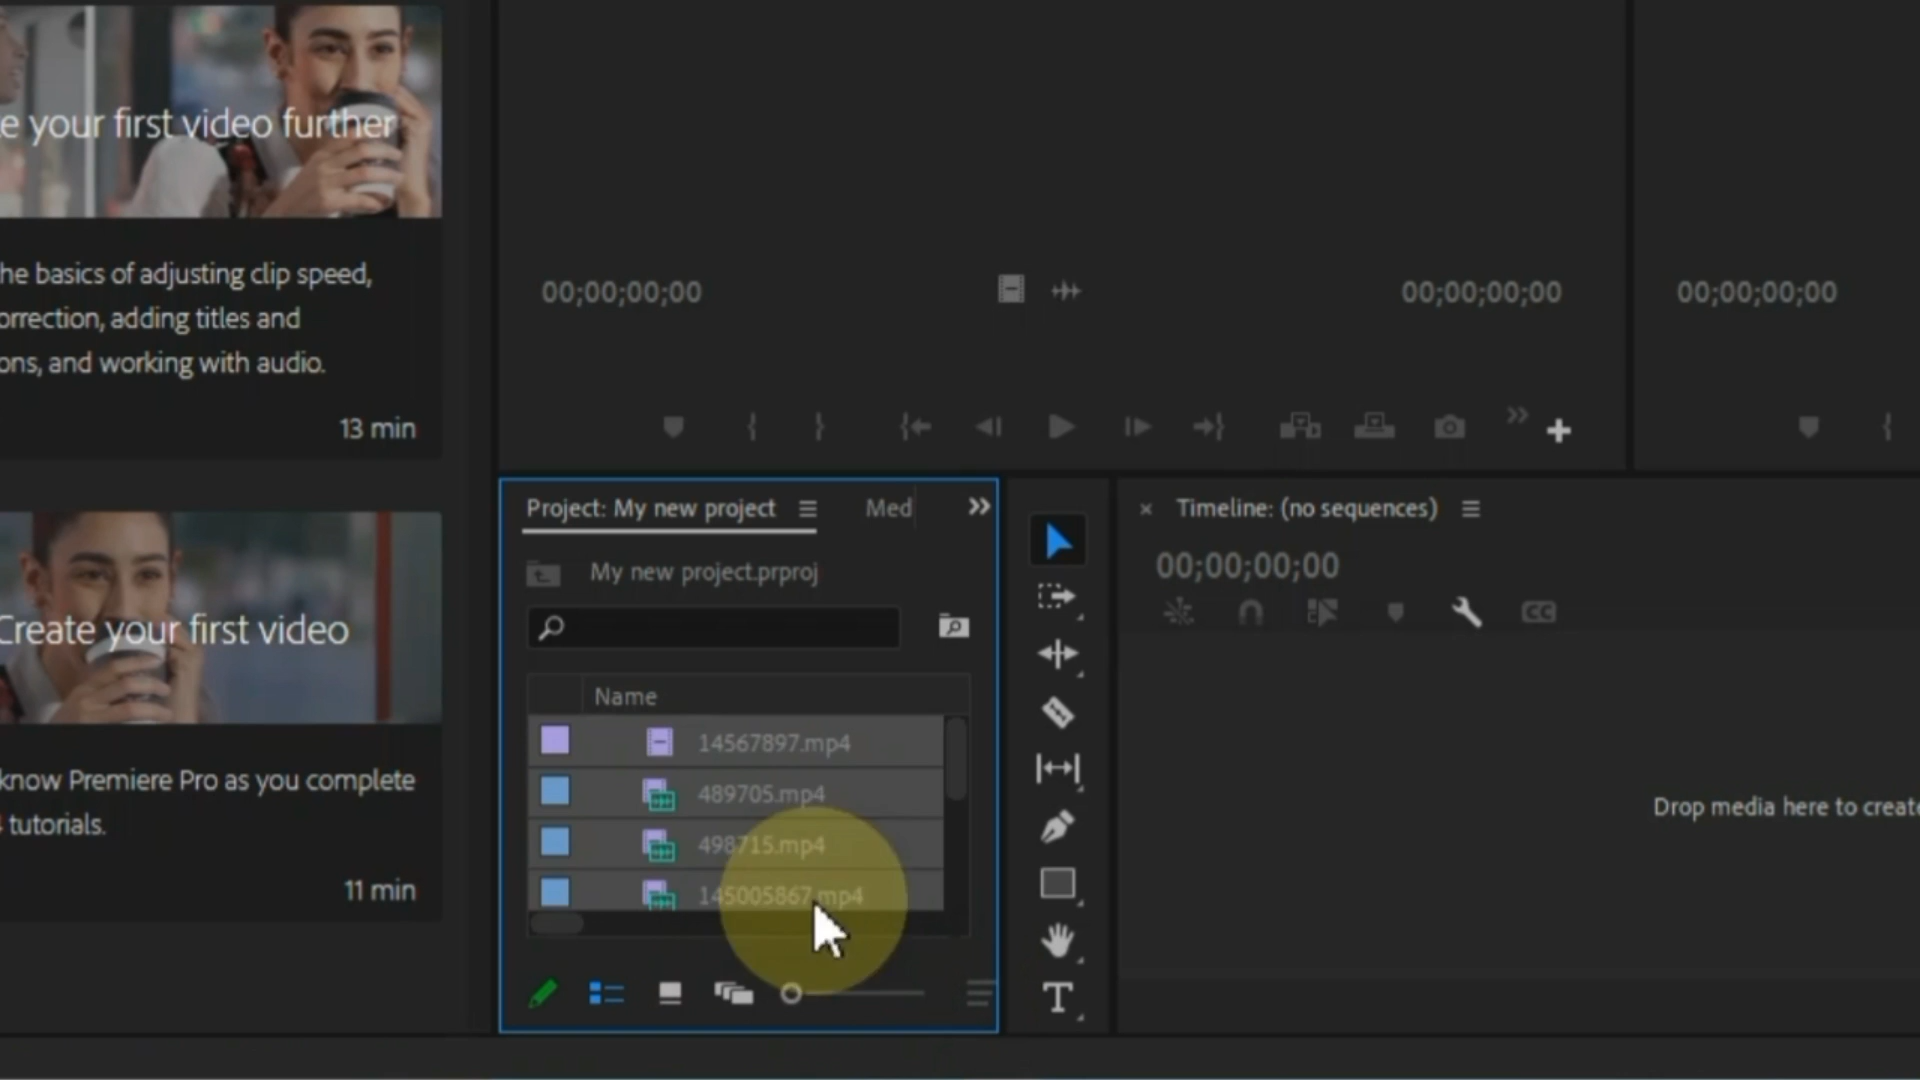 e your first video further
he basics of adjusting clip speed,
orrection, adding titles and
ons, and working with audio.
13 min
Create your first video
know Premiere Pro as you complete
tutorials.
11 min
00;00;00;00
00;00;00;00
00;00;00;00
Project: My new project
Med
My new project.prproj
Name
14567897.mp4
489705.mp4
498715.mp4
145005867.mp4
T
Timeline: (no sequences)
00;00;00;00
CC
Drop media here to create